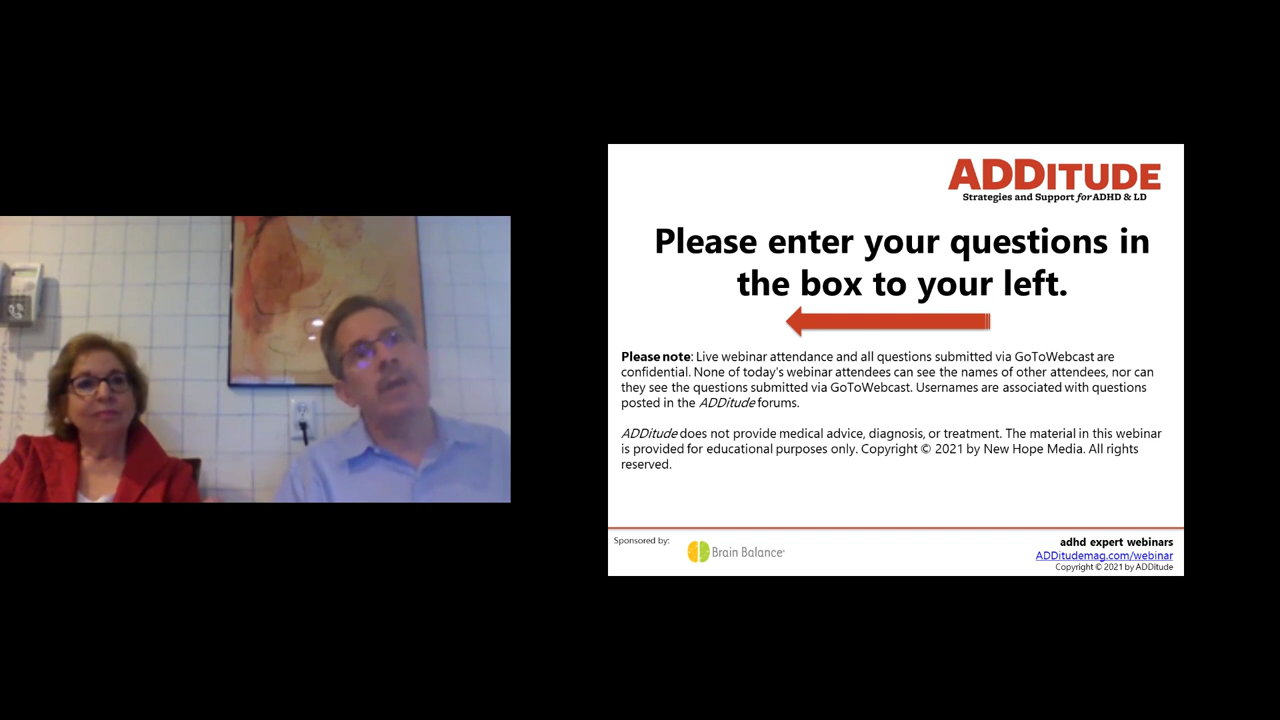 ADDITUDE
Strategies and Support for ADHD & LD
Please enter your questions in
the box to your left.
Please note: Live webinar attendance and all questions submitted via GoToWebcast are
confidential. None of today's webinar attendees can see the names of other attendees, nor can
they see the questions submitted via GoToWebcast. Usernames are associated with questions
posted in the ADDitude forums.
ADDitude does not provide medical advice, diagnosis, or treatment. The material in this webinar
is provided for educational purposes only. Copyright © 2021 by New Hope Media. All rights
reserved.
Sponsored by:
Brain Balance
adhd expert webinars
ADDitudemag.com/webinar
Copyright © 2021 by ADDitude